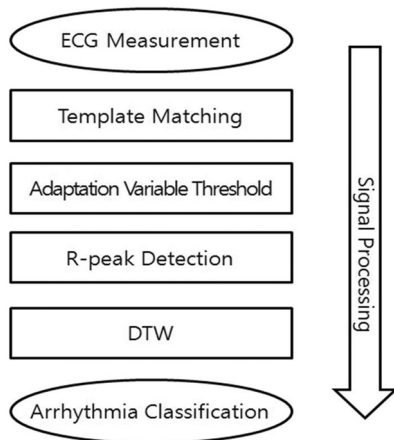 ECG Measurement
Template Matching
Adaptation Variable Threshold
R-peak Detection
DTW
Arrhythmia Classification
Signal Processing